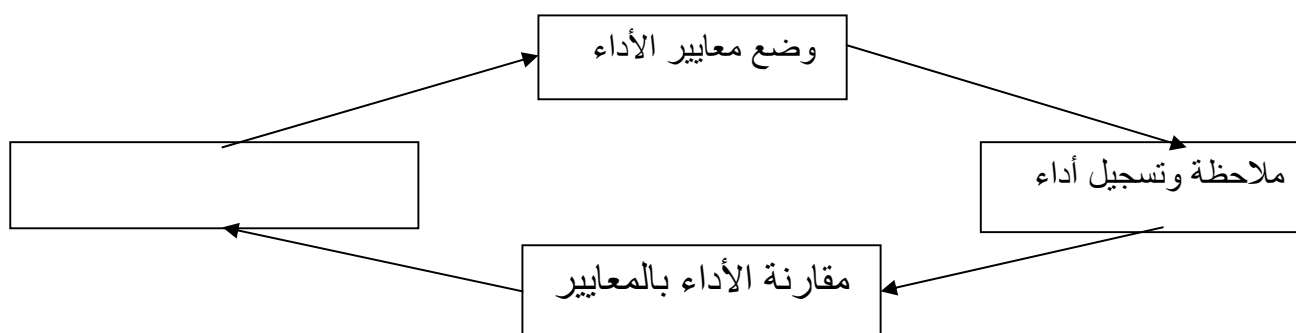 وضع معايير الأداء
ملاحظة وتسجيل أداء
مقارنة الأداء بالمعايير